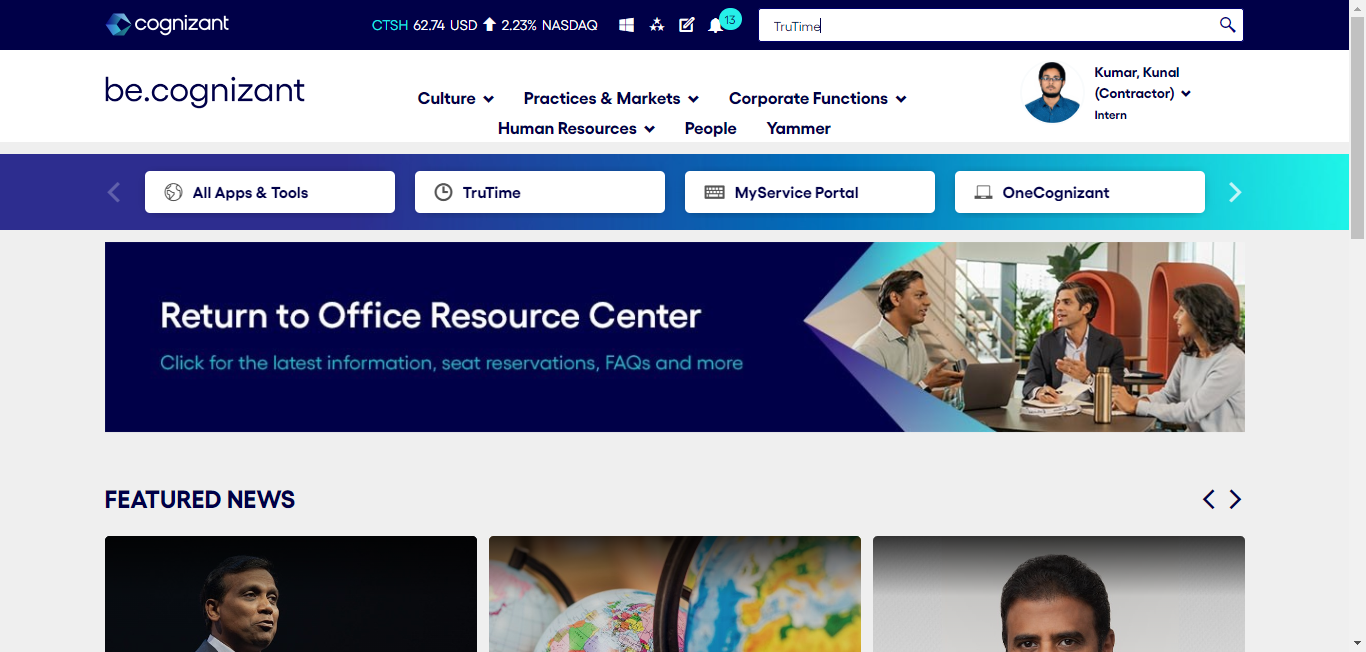 cognizant
CTSH 62.74 USD 2.23% NASDAQ
13
TruTime
be.cognizant
Culture
Practices & Markets
Corporate Functions
Human Resources
People
Yammer
Kumar, Kunal
(Contractor)
Intern
All Apps & Tools
TruTime
MyService Portal
OneCognizant
Return to Office Resource Center
Click for the latest information, seat reservations, FAQs and more
FEATURED NEWS